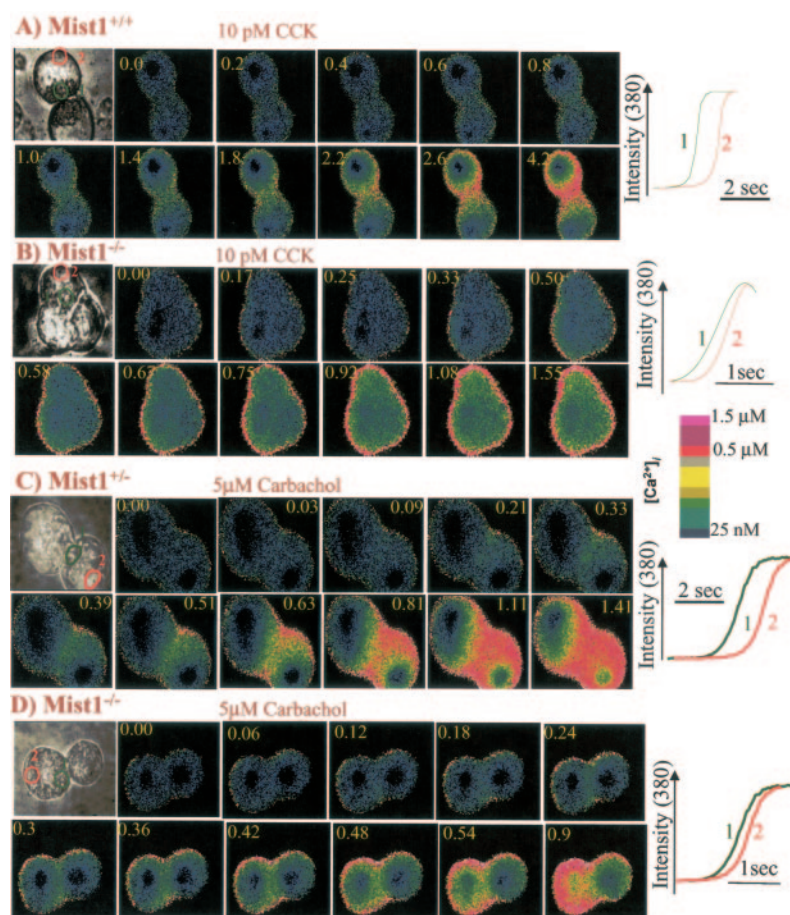 A) Mist1+/+ 10 pM CCK
0.0 0.2 0.4 0.6 0.8
1.0 1.4 1.8 2.2 2.6 4.2
Intensity (380)
1 2
2 sec
B) Mist1-/- 10 pM CCK
2
0.00 0.17 0.25 0.33 0.50
0.58 0.63 0.75 0.92 1.08 1.55
Intensity (380)
1 2
1sec
[Ca²⁺]i
1.5 µM
0.5 µM
25 nM
C) Mist1+/- 5µM Carbachol
2
0.00 0.03 0.09 0.21 0.33
0.39 0.51 0.63 0.81 1.11 1.41
Intensity (380)
2 sec
1 2
D) Mist1-/- 5µM Carbachol
2
0.00 0.06 0.12 0.18 0.24
0.3 0.36 0.42 0.48 0.54 0.9
Intensity (380)
1 2
1sec